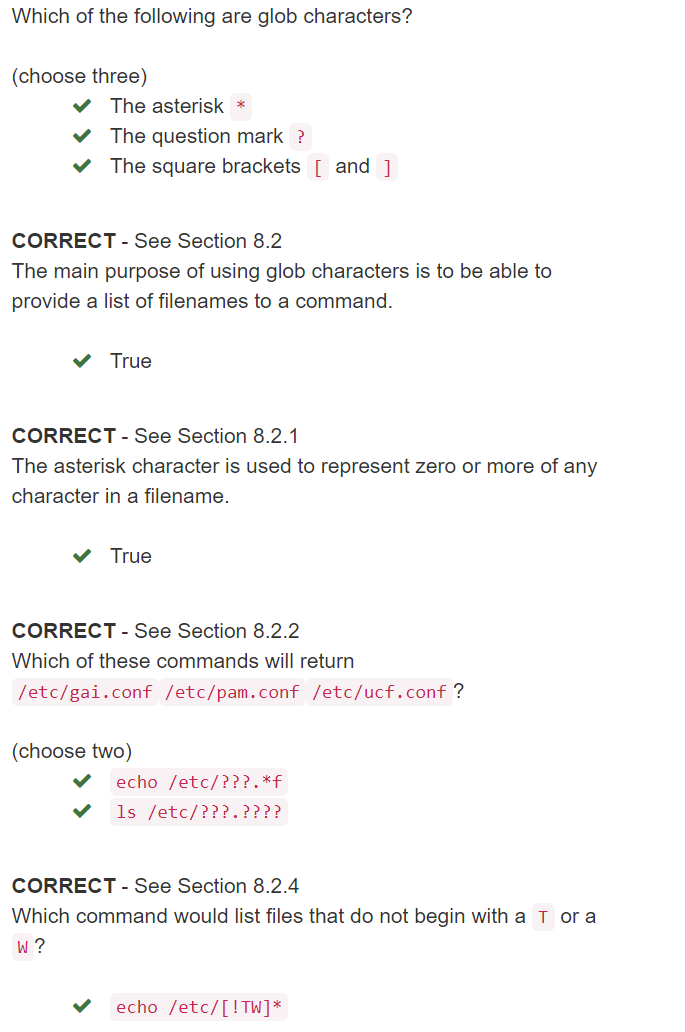 Which of the following are glob characters?
(choose three)
✔ The asterisk *
✔ The question mark ?
✔ The square brackets [ and ]
CORRECT - See Section 8.2
The main purpose of using glob characters is to be able to
provide a list of filenames to a command.
✔ True
CORRECT - See Section 8.2.1
The asterisk character is used to represent zero or more of any
character in a filename.
✔ True
CORRECT - See Section 8.2.2
Which of these commands will return
/etc/gai.conf /etc/pam.conf /etc/ucf.conf ?
(choose two)
✔ echo /etc/???.*f
✔ ls /etc/???.????
CORRECT - See Section 8.2.4
Which command would list files that do not begin with a T or a
W ?
✔ echo /etc/[!TW]*